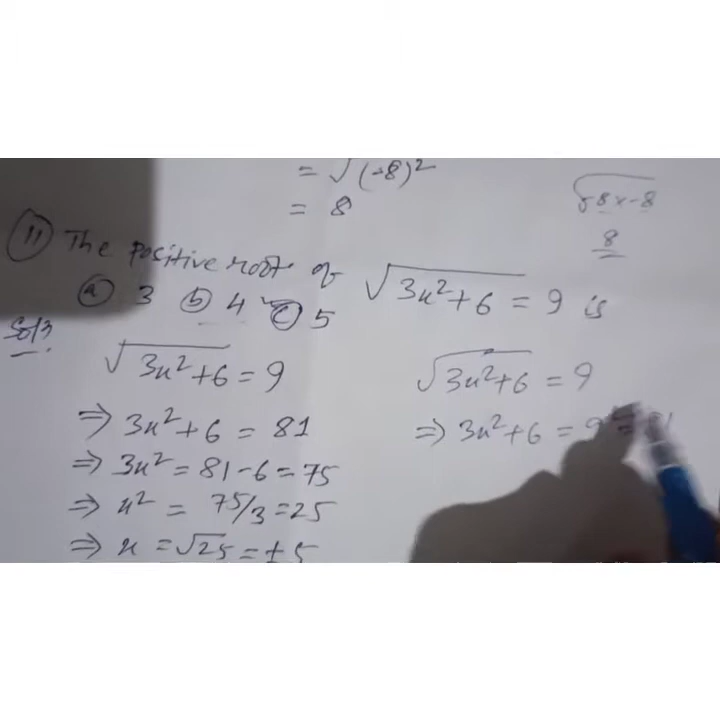 = √(-8)²
= 8
√-8x-8
8
(11) The positive root of √3x²+6 = 9 is
(a) 3 (b) 4 (c) 5
Sol:
√3x²+6 = 9
⇒ 3x²+6 = 81
⇒ 3x² = 81-6 = 75
⇒ x² = 75/3 = 25
⇒ x = √25 = ±5
√3x²+6 = 9
⇒ 3x²+6 = 9